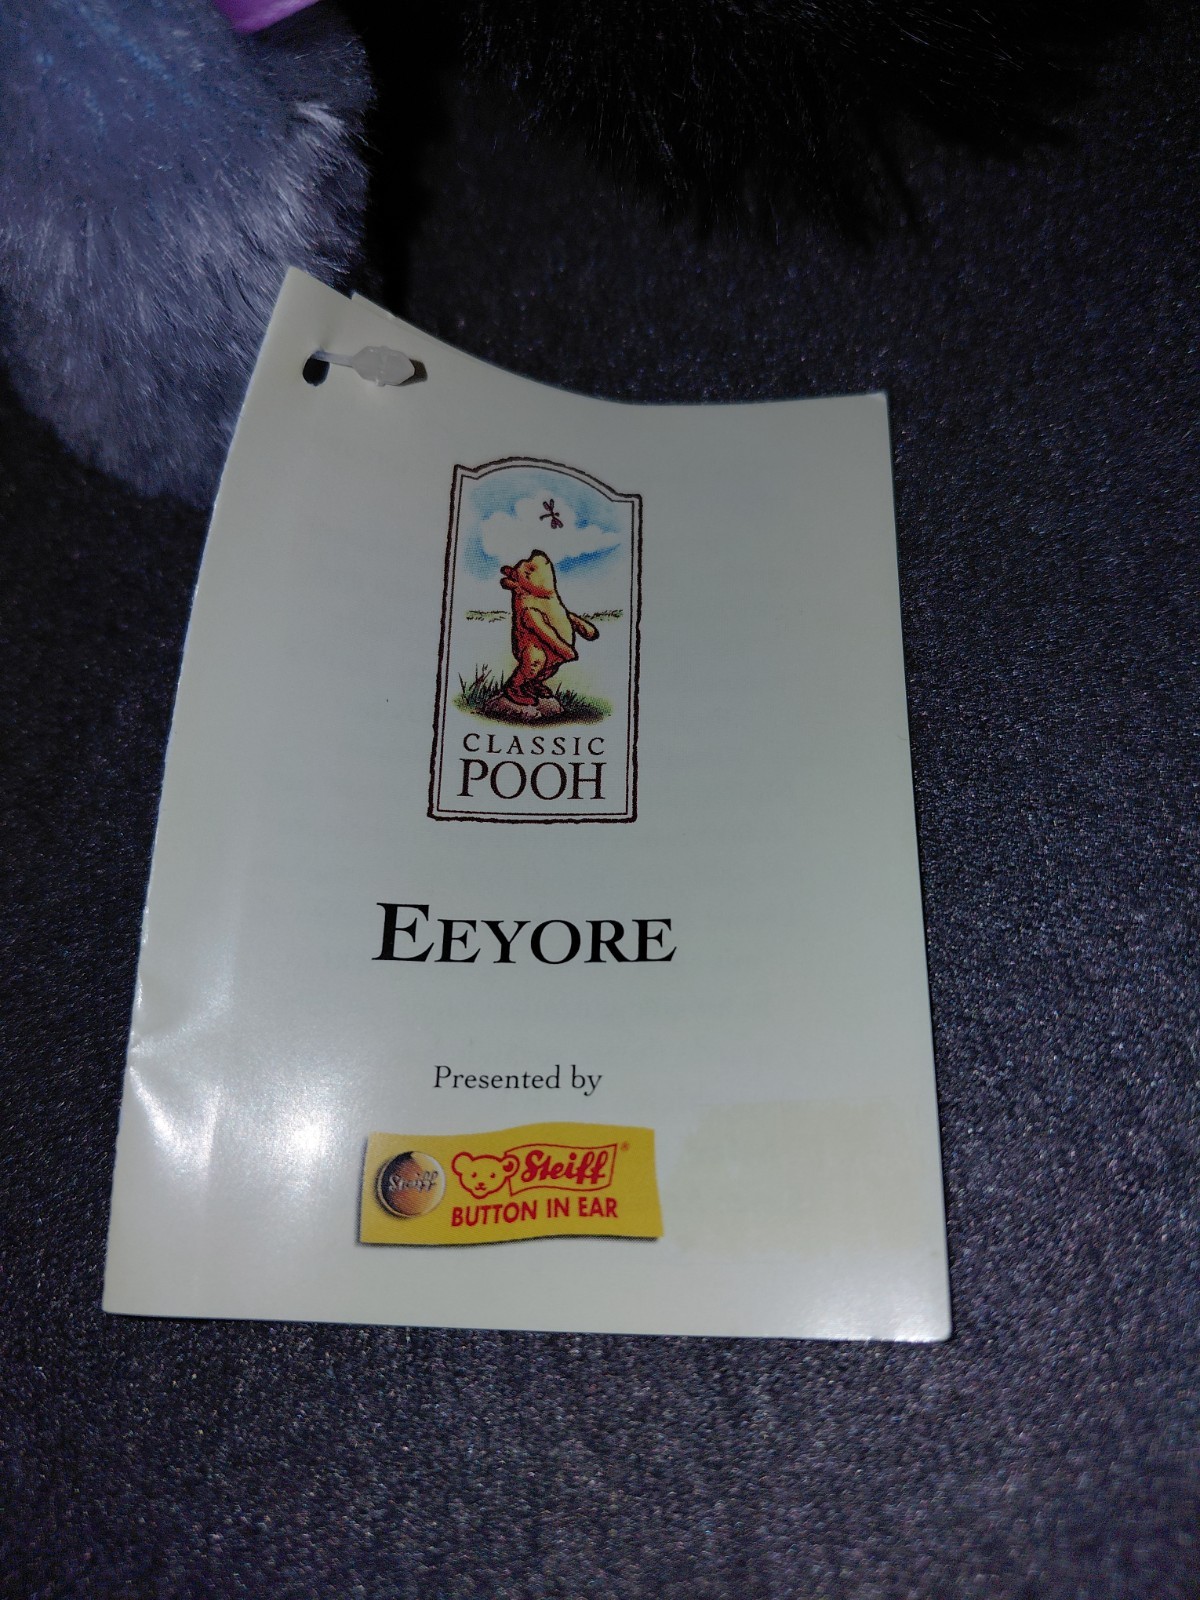 CLASSIC
POOH
EEYORE
Presented by
Steiff
Steiff®
BUTTON IN EAR